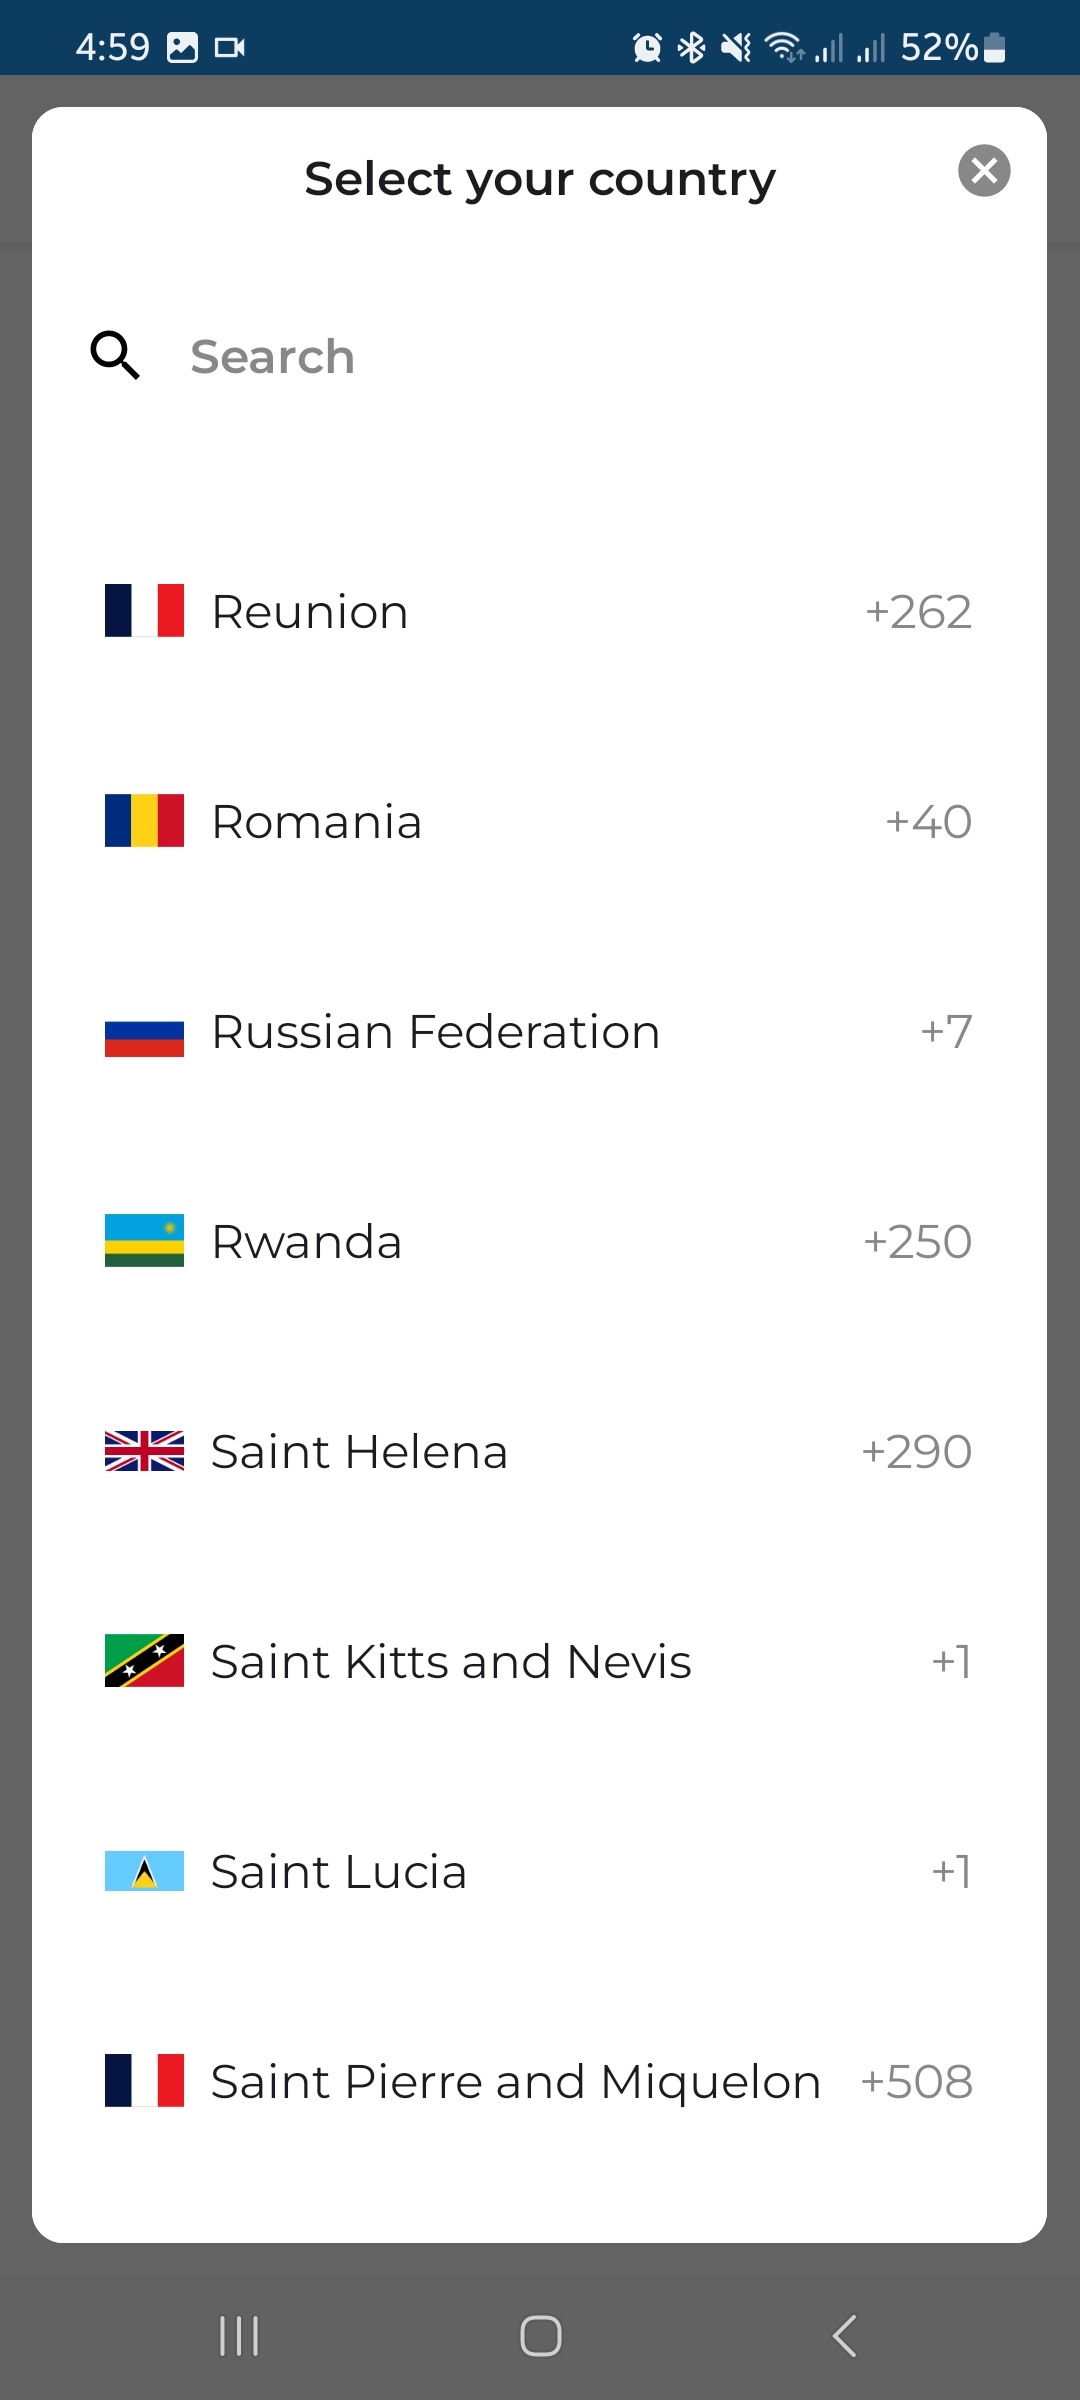 4:59 52%
Select your country
Search
Reunion +262
Romania +40
Russian Federation +7
Rwanda +250
Saint Helena +290
Saint Kitts and Nevis +1
Saint Lucia +1
Saint Pierre and Miquelon +508